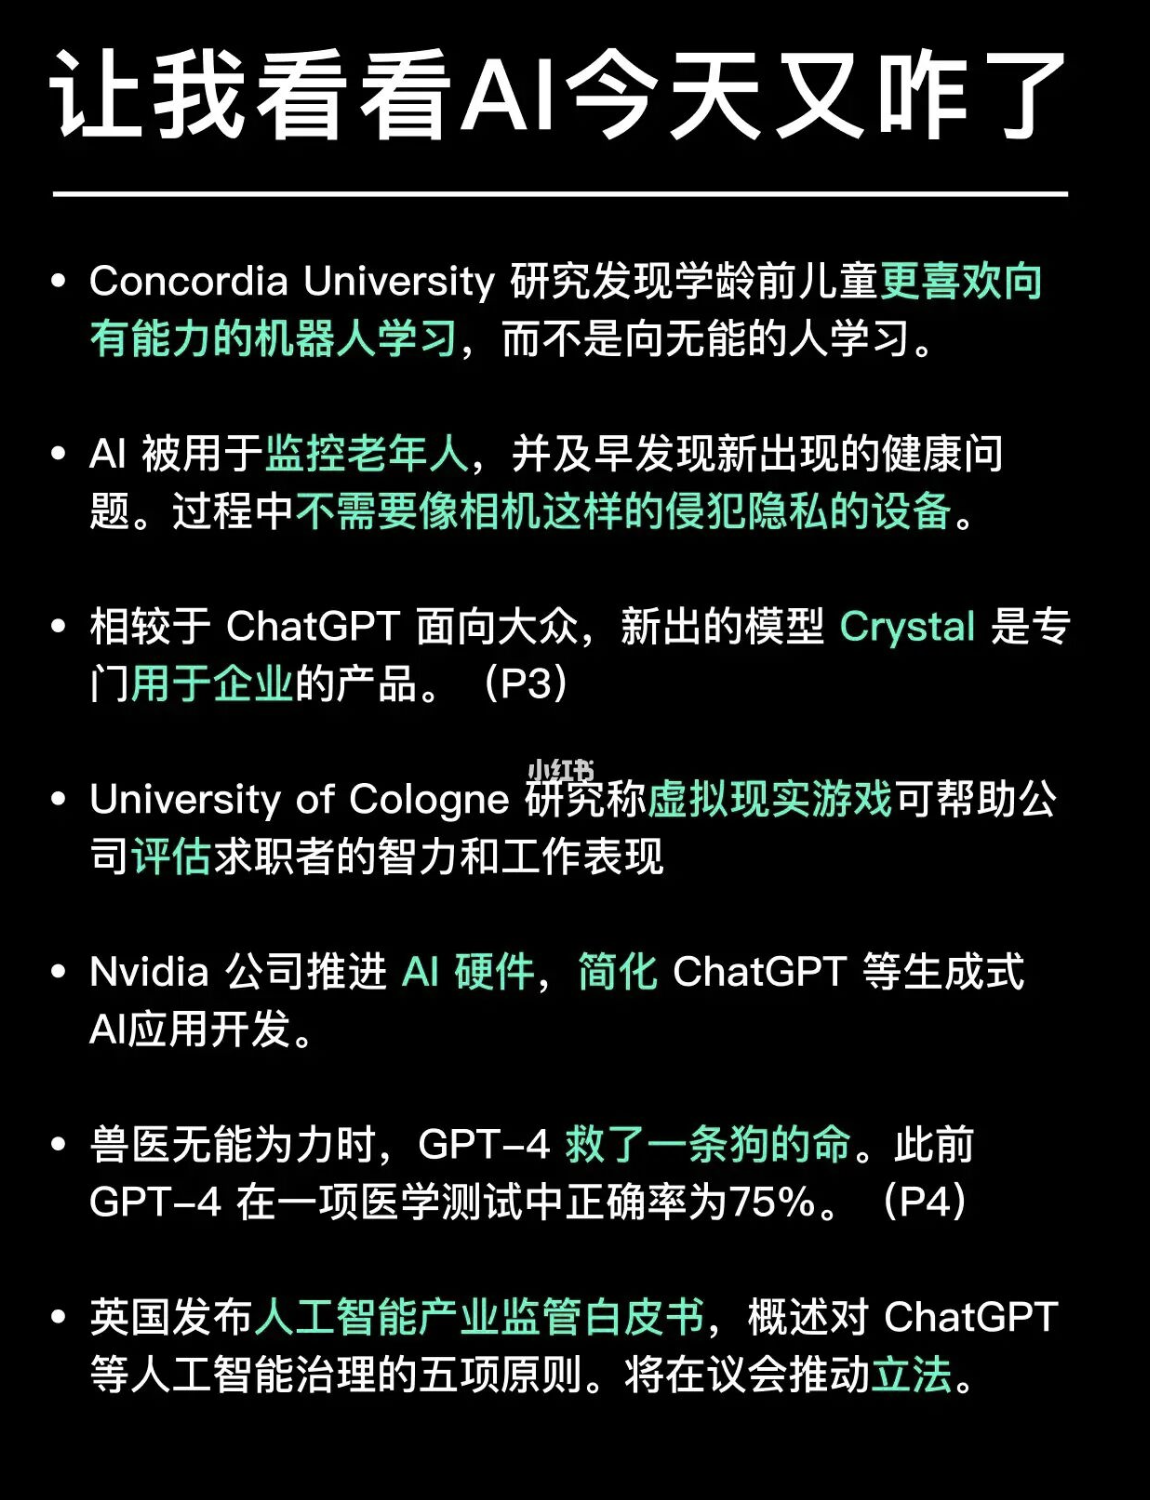 让我看看AI今天又咋了
• Concordia University 研究发现学龄前儿童更喜欢向
有能力的机器人学习，而不是向无能的人学习。
• AI 被用于监控老年人，并及早发现新出现的健康问
题。过程中不需要像相机这样的侵犯隐私的设备。
• 相较于 ChatGPT 面向大众，新出的模型 Crystal 是专
门用于企业的产品。（P3）
小红书
• University of Cologne 研究称虚拟现实游戏可帮助公
司评估求职者的智力和工作表现
• Nvidia 公司推进 AI 硬件，简化 ChatGPT 等生成式
AI应用开发。
• 兽医无能为力时，GPT-4 救了一条狗的命。此前
GPT-4 在一项医学测试中正确率为75%。（P4）
• 英国发布人工智能产业监管白皮书，概述对 ChatGPT
等人工智能治理的五项原则。将在议会推动立法。